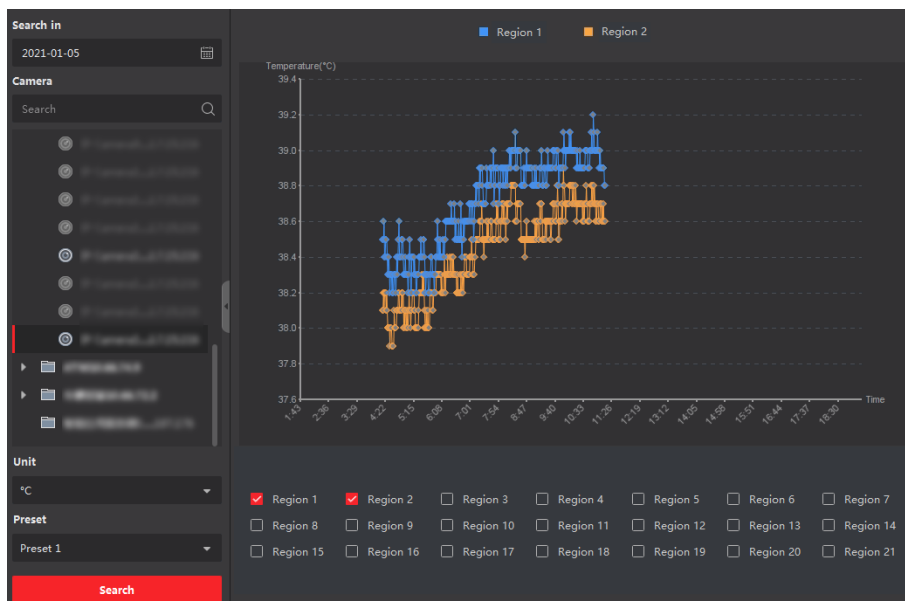 Search in
2021-01-05
Camera
Search
Unit
°C
Preset
Preset 1
Search
Region 1
Region 2
Temperature(°C)
39.4
39.2
39.0
38.8
38.6
38.4
38.2
38.0
37.8
37.6
1:43 2:36 3:29 4:22 5:15 6:08 7:01 7:54 8:47 9:40 10:33 11:26 12:19 13:12 14:05 14:58 15:51 16:44 17:37 18:30 Time
Region 1 Region 2 Region 3 Region 4 Region 5 Region 6 Region 7
Region 8 Region 9 Region 10 Region 11 Region 12 Region 13 Region 14
Region 15 Region 16 Region 17 Region 18 Region 19 Region 20 Region 21